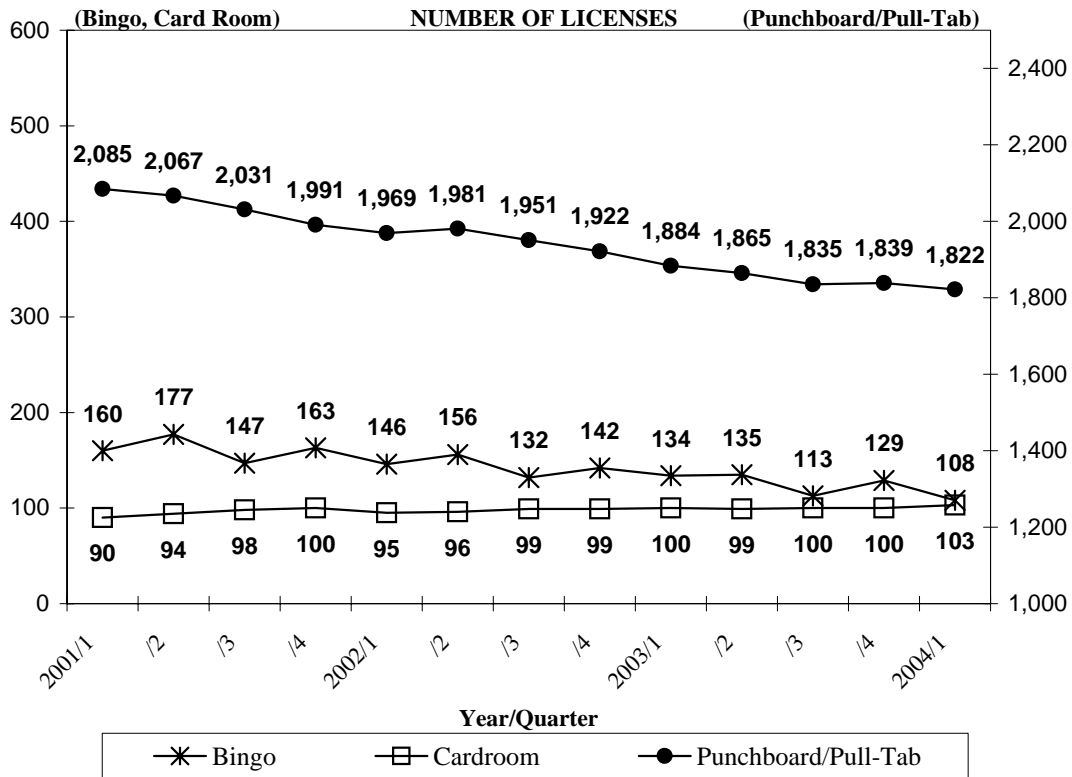 (Bingo, Card Room) NUMBER OF LICENSES (Punchboard/Pull-Tab)
600
500
400
300
200
100
0
2,400
2,200
2,000
1,800
1,600
1,400
1,200
1,000
2,085 2,067 2,031 1,991 1,969 1,981 1,951 1,922 1,884 1,865 1,835 1,839 1,822
160 177 147 163 146 156 132 142 134 135 113 129 108
90 94 98 100 95 96 99 99 100 99 100 100 103
2001/1 /2 /3 /4 2002/1 /2 /3 /4 2003/1 /2 /3 /4 2004/1
Year/Quarter
Bingo Cardroom Punchboard/Pull-Tab